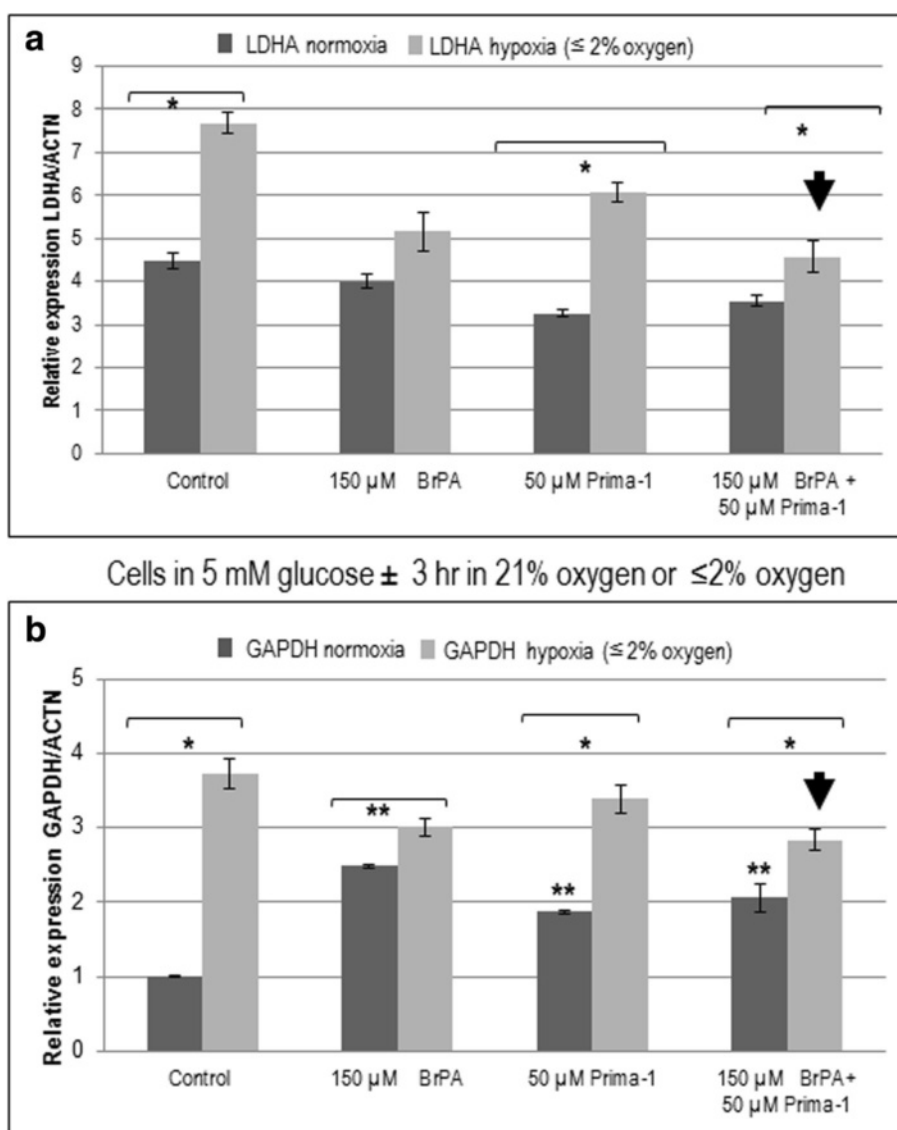 a
LDHA normoxia LDHA hypoxia (≤ 2% oxygen)
Relative expression LDHA/ACTN
9
8
7
6
5
4
3
2
1
0
*
*
*
Control
150 µM BrPA
50 µM Prima-1
150 µM BrPA +
50 µM Prima-1
Cells in 5 mM glucose ± 3 hr in 21% oxygen or ≤2% oxygen
b
GAPDH normoxia GAPDH hypoxia (≤ 2% oxygen)
Relative expression GAPDH/ACTN
5
4
3
2
1
0
*
**
*
**
*
**
Control
150 µM BrPA
50 µM Prima-1
150 µM BrPA+
50 µM Prima-1